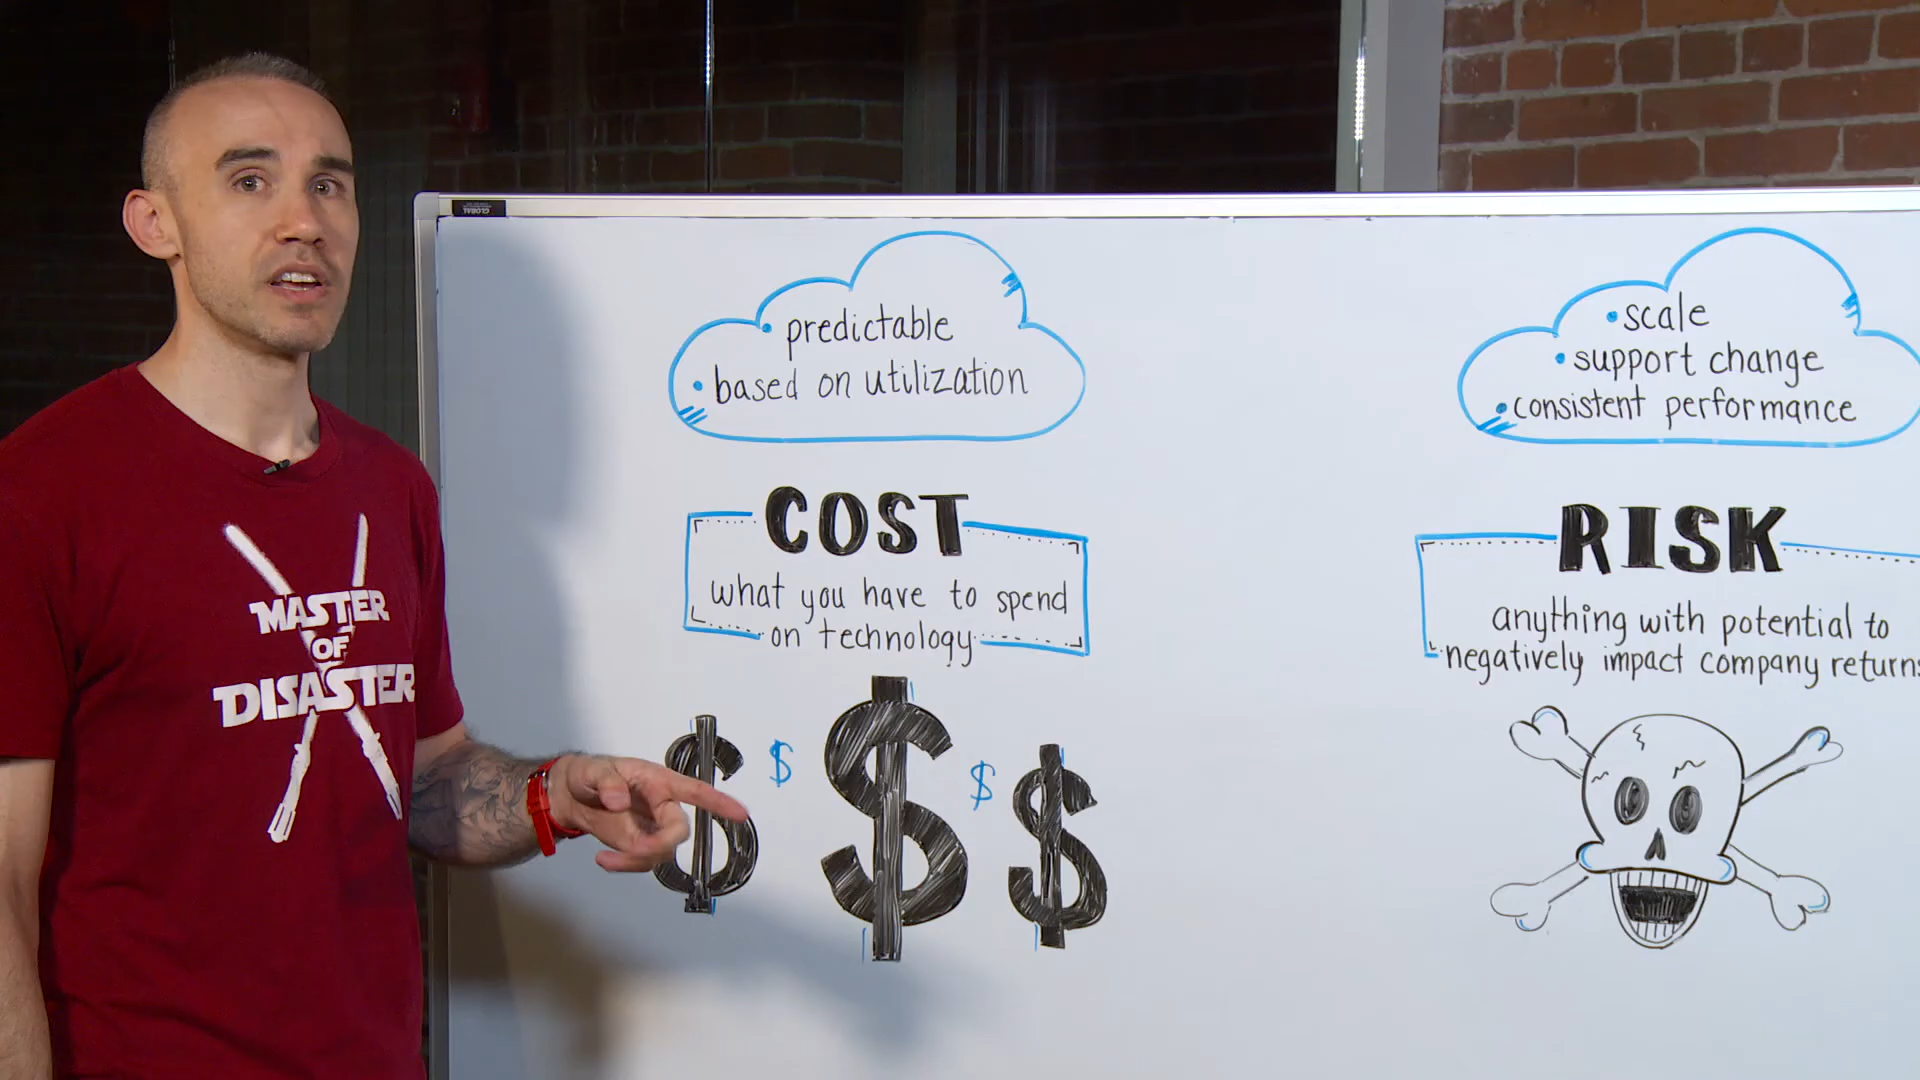 GLOBAL
predictable
based on utilization
COST
what you have to spend
on technology
$ $ $ $ $
scale
support change
consistent performance
RISK
anything with potential to
negatively impact company returns
MASTER
OF
DISASTER